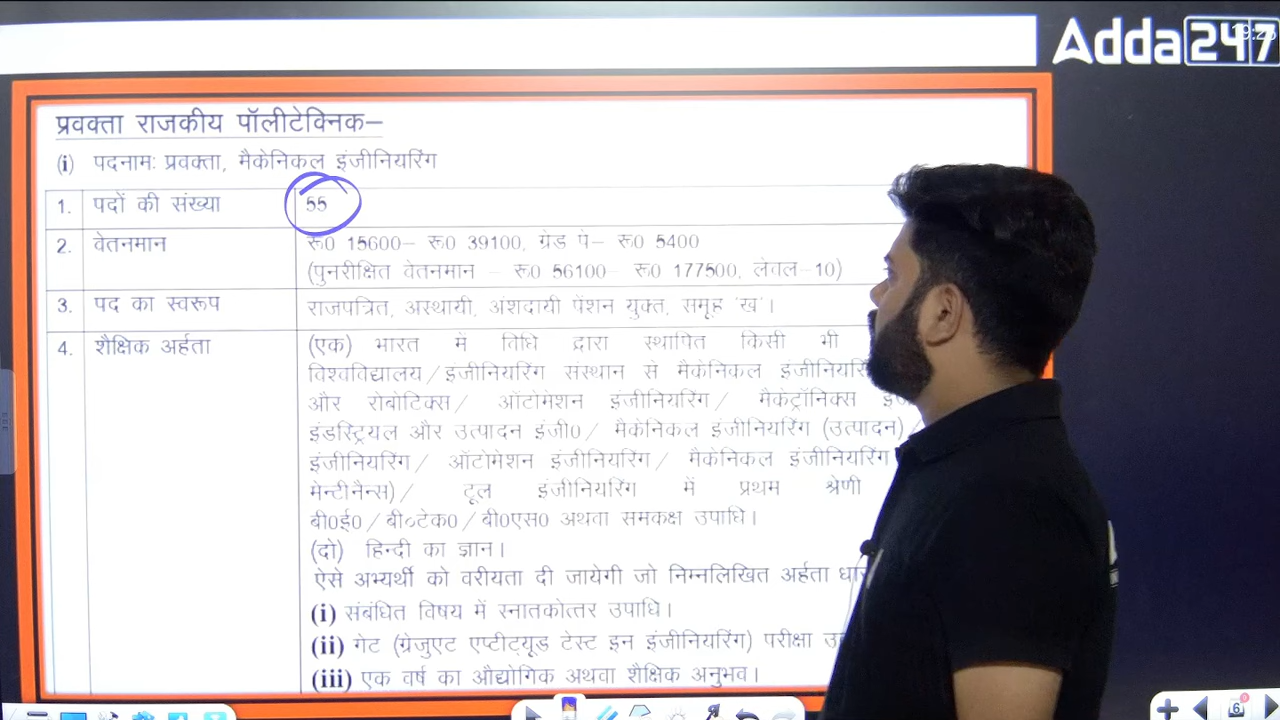 Adda247
प्रवक्ता राजकीय पॉलीटेक्निक–
(i) पदनामः प्रवक्ता, मैकेनिकल इंजीनियरिंग
1. पदों की संख्या 55
2. वेतनमान रू0 15600– रू0 39100, ग्रेड पे– रू0 5400
(पुनरीक्षित वेतनमान – रू0 56100– रू0 177500, लेवल–10)
3. पद का स्वरूप राजपत्रित, अस्थायी, अंशदायी पेंशन युक्त, समूह 'ख'।
4. शैक्षिक अर्हता (एक) भारत में विधि द्वारा स्थापित किसी भी
विश्वविद्यालय/इंजीनियरिंग संस्थान से मैकेनिकल
और रोबोटिक्स/ ऑटोमेशन इंजीनियरिंग/ मैकेट्रॉनिक्स
इंडस्ट्रियल और उत्पादन इंजी0/ मैकेनिकल इंजीनियरिंग (उत्पादन)/
इंजीनियरिंग/ ऑटोमेशन इंजीनियरिंग/ मैकेनिकल इंजीनियरिंग
मेन्टीनैन्स)/ टूल इंजीनियरिंग में प्रथम श्रेणी
बी0ई0/बी०टेक0/बी0एस0 अथवा समकक्ष उपाधि।
(दो) हिन्दी का ज्ञान।
ऐसे अभ्यर्थी को वरीयता दी जायेगी जो निम्नलिखित अर्हता
(i) संबंधित विषय में स्नातकोत्तर उपाधि।
(ii) गेट (ग्रेजुएट एप्टीट्यूड टेस्ट इन इंजीनियरिंग) परीक्षा
(iii) एक वर्ष का औद्योगिक अथवा शैक्षिक अनुभव।